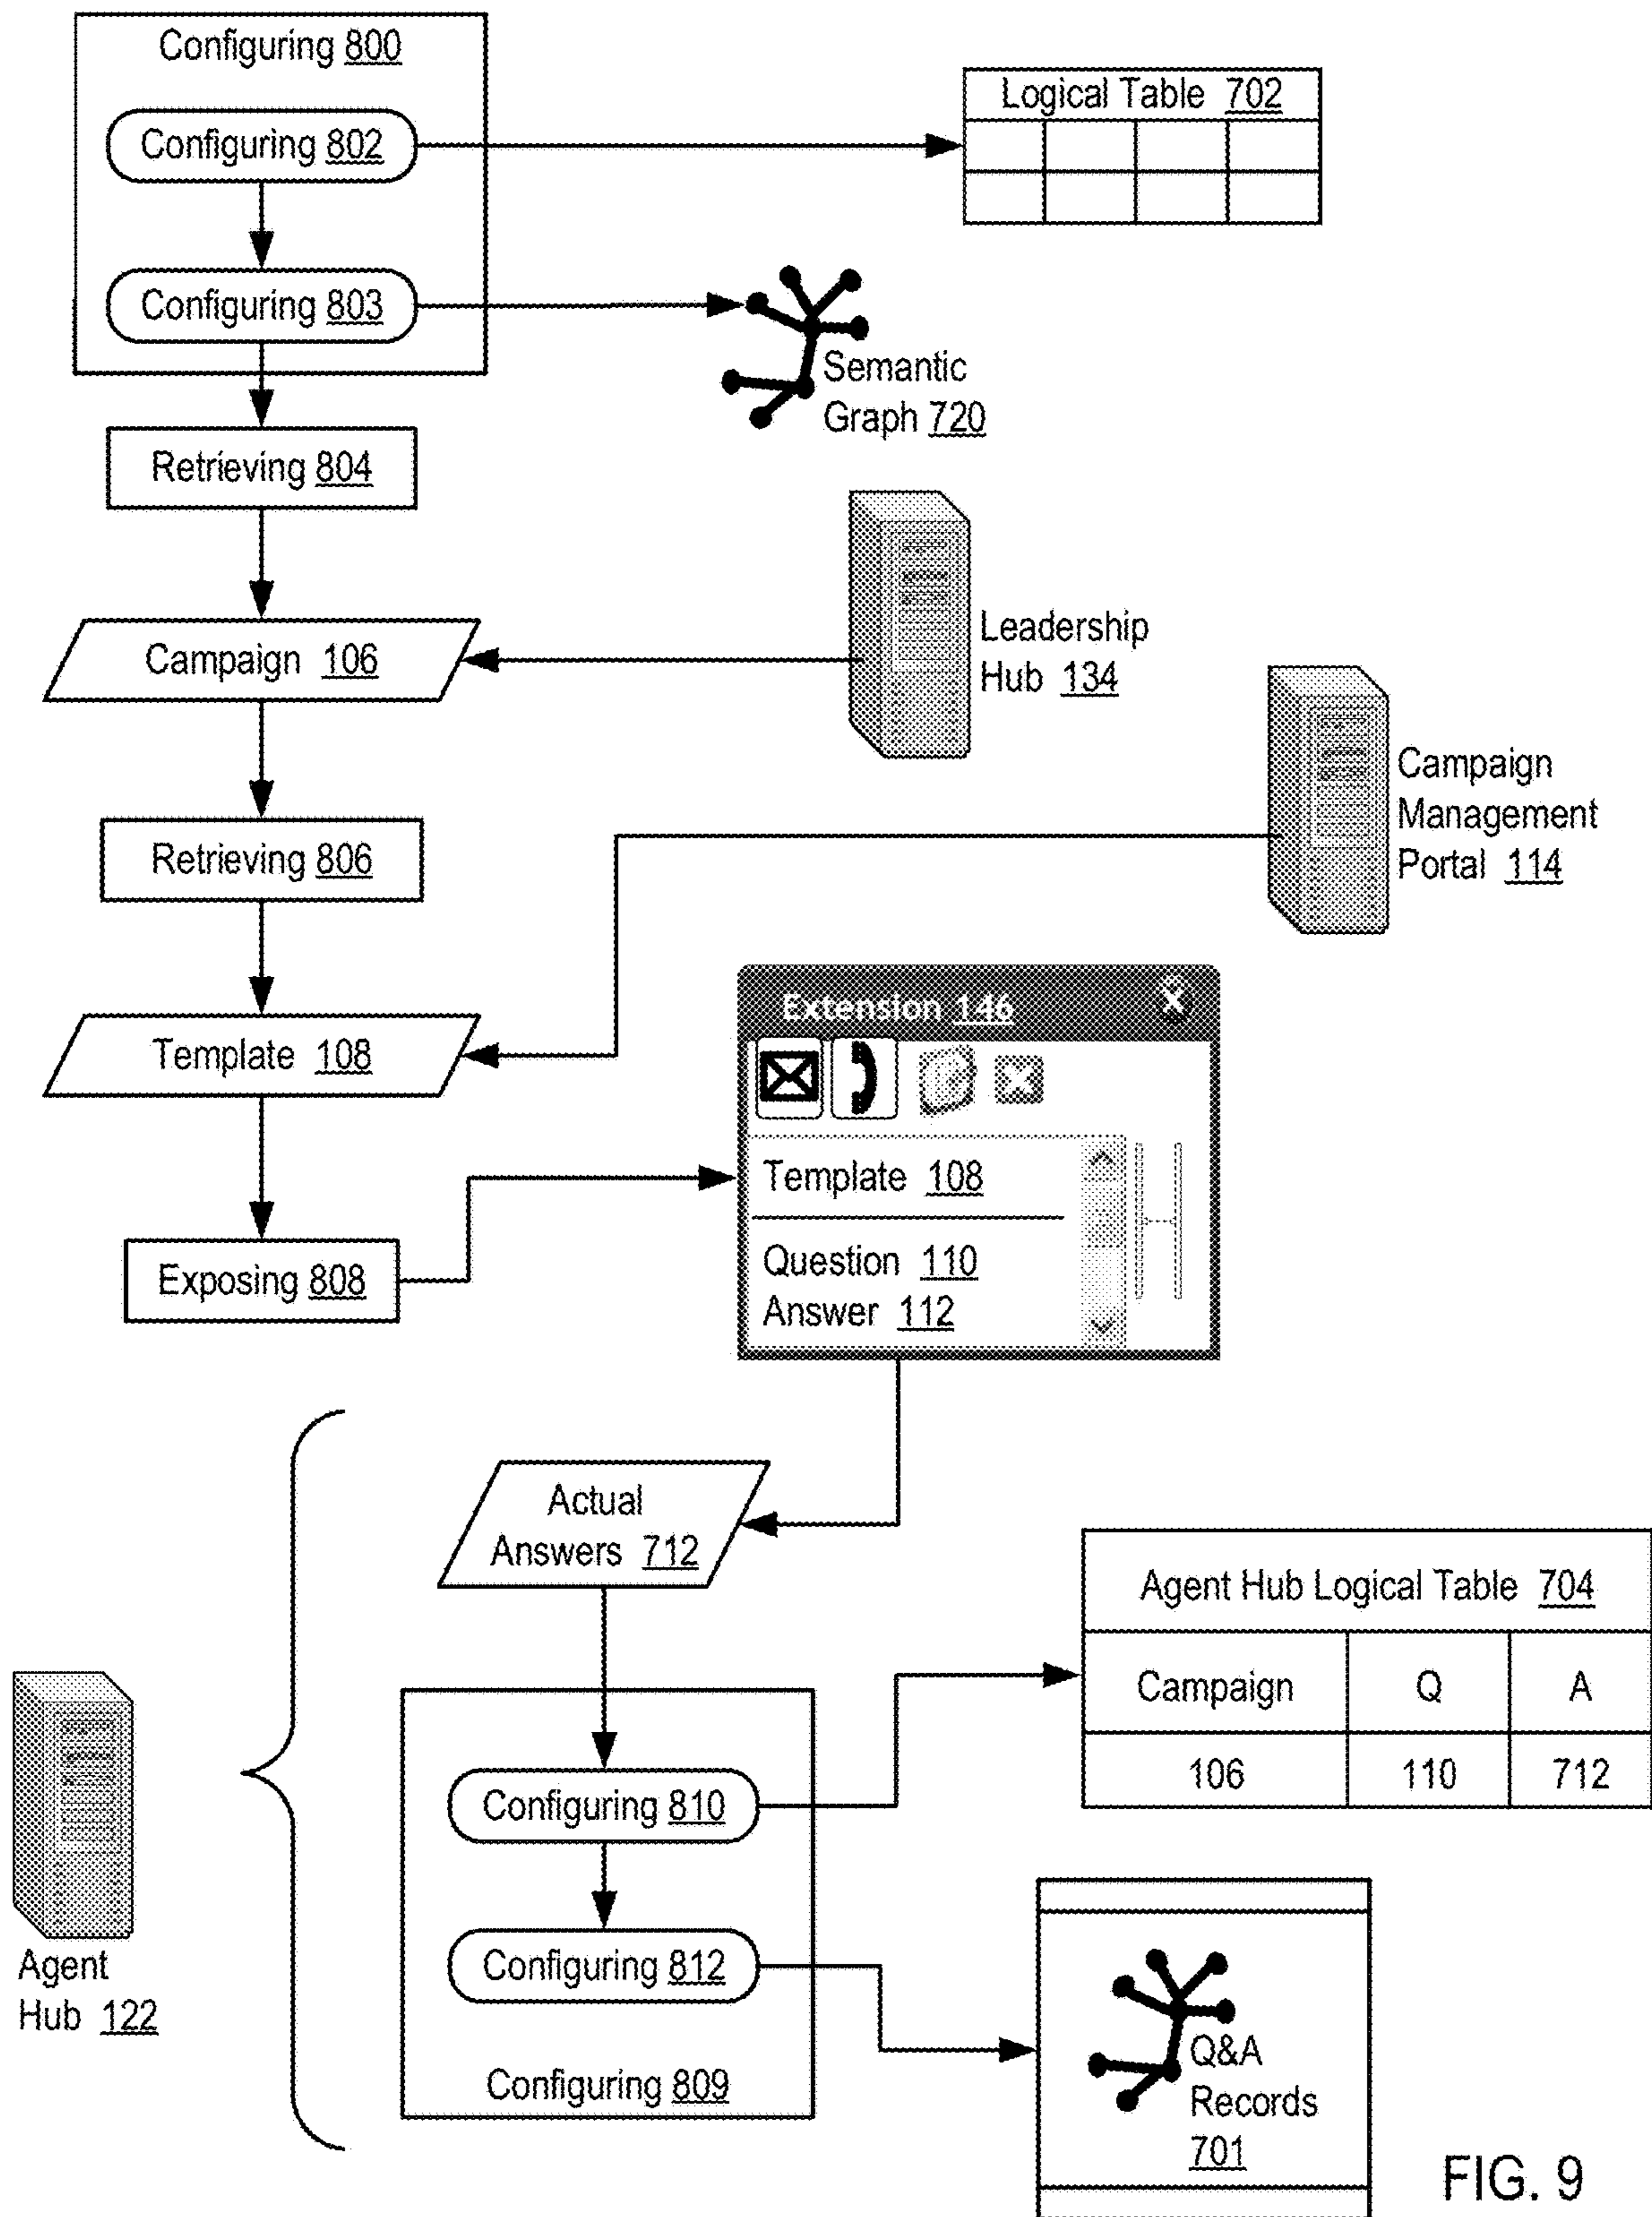 Configuring 800
Logical Table 702
Configuring 802
Configuring 803
Semantic
Graph 720
Retrieving 804
Leadership
Hub 134
Campaign 106
Campaign
Management
Portal 114
Retrieving 806
Extension 146
X
Template 108
Template 108
Question 110
Answer 112
Exposing 808
Actual
Answers 712
Agent Hub Logical Table 704
Campaign Q A
106 110 712
Configuring 810
Configuring 812
Agent
Hub 122
Q&A
Records
701
Configuring 809
FIG. 9